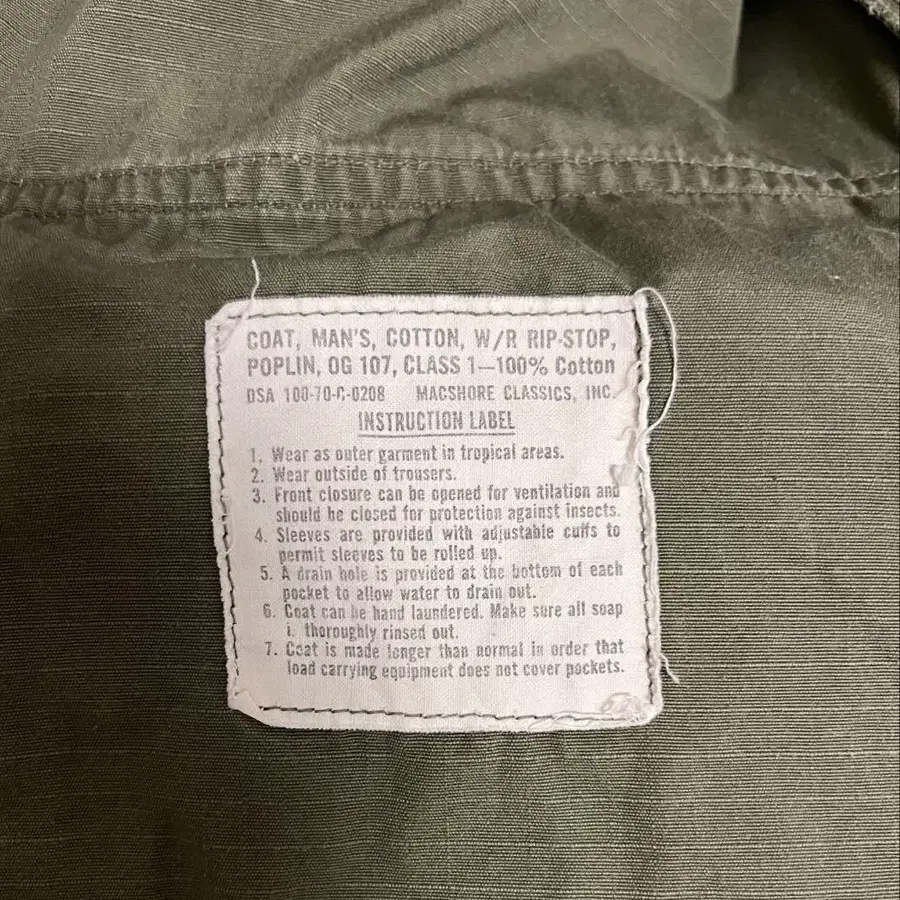 COAT, MAN'S, COTTON, W/R RIP-STOP,
POPLIN, OG 107, CLASS 1—100% Cotton
DSA 100-70-C-0208 MACSHORE CLASSICS, INC.
INSTRUCTION LABEL
1. Wear as outer garment in tropical areas.
2. Wear outside of trousers.
3. Front closure can be opened for ventilation and
should be closed for protection against insects.
4. Sleeves are provided with adjustable cuffs to
permit sleeves to be rolled up.
5. A drain hole is provided at the bottom of each
pocket to allow water to drain out.
6. Coat can be hand laundered. Make sure all soap
is thoroughly rinsed out.
7. Coat is made longer than normal in order that
load carrying equipment does not cover pockets.